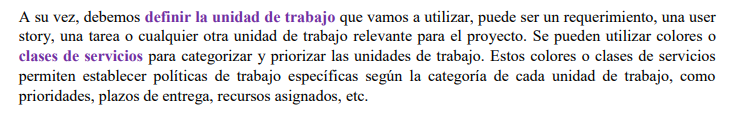 A su vez, debemos definir la unidad de trabajo que vamos a utilizar, puede ser un requerimiento, una user
story, una tarea o cualquier otra unidad de trabajo relevante para el proyecto. Se pueden utilizar colores o
clases de servicios para categorizar y priorizar las unidades de trabajo. Estos colores o clases de servicios
permiten establecer políticas de trabajo específicas según la categoría de cada unidad de trabajo, como
prioridades, plazos de entrega, recursos asignados, etc.